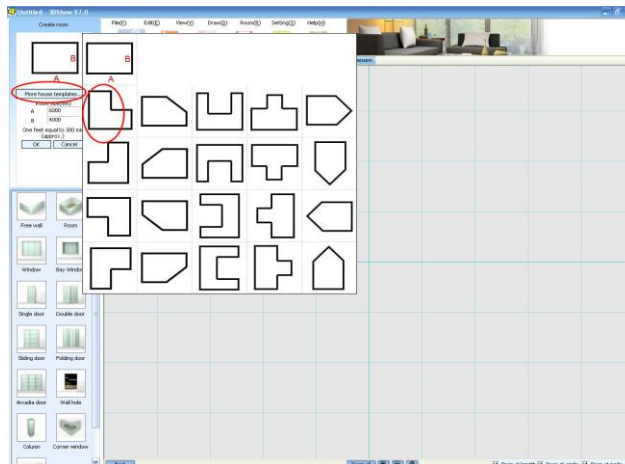 Untitled - 3DShow V7.0
Create room
File(F) Edit(E) View(V) Draw(D) Room(R) Setting(S) Help(H)
B
A
B
A
More house templates
A 6000
B 4000
One feet equal to 300 mm
(approx.)
OK Cancel
Free wall
Room
Window
Bay Window
Single door
Double door
Sliding door
Folding door
Arcadia door
Wall hole
Column
Corner window